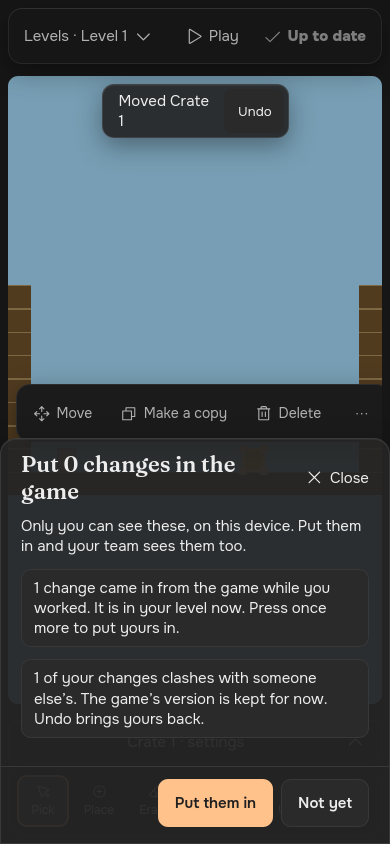 Levels · Level 1
Play
Up to date
Moved Crate
1
Undo
Move
Make a copy
Delete
···
Put 0 changes in the
game
Close
Only you can see these, on this device. Put them
in and your team sees them too.
1 change came in from the game while you
worked. It is in your level now. Press once
more to put yours in.
1 of your changes clashes with someone
else’s. The game’s version is kept for now.
Undo brings yours back.
Crate 1 · settings
Pick
Place
Put them in
Not yet